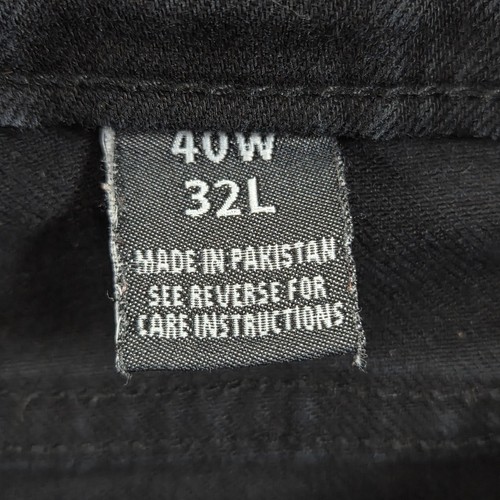 40W
32L
MADE IN PAKISTAN
SEE REVERSE FOR
CARE INSTRUCTIONS